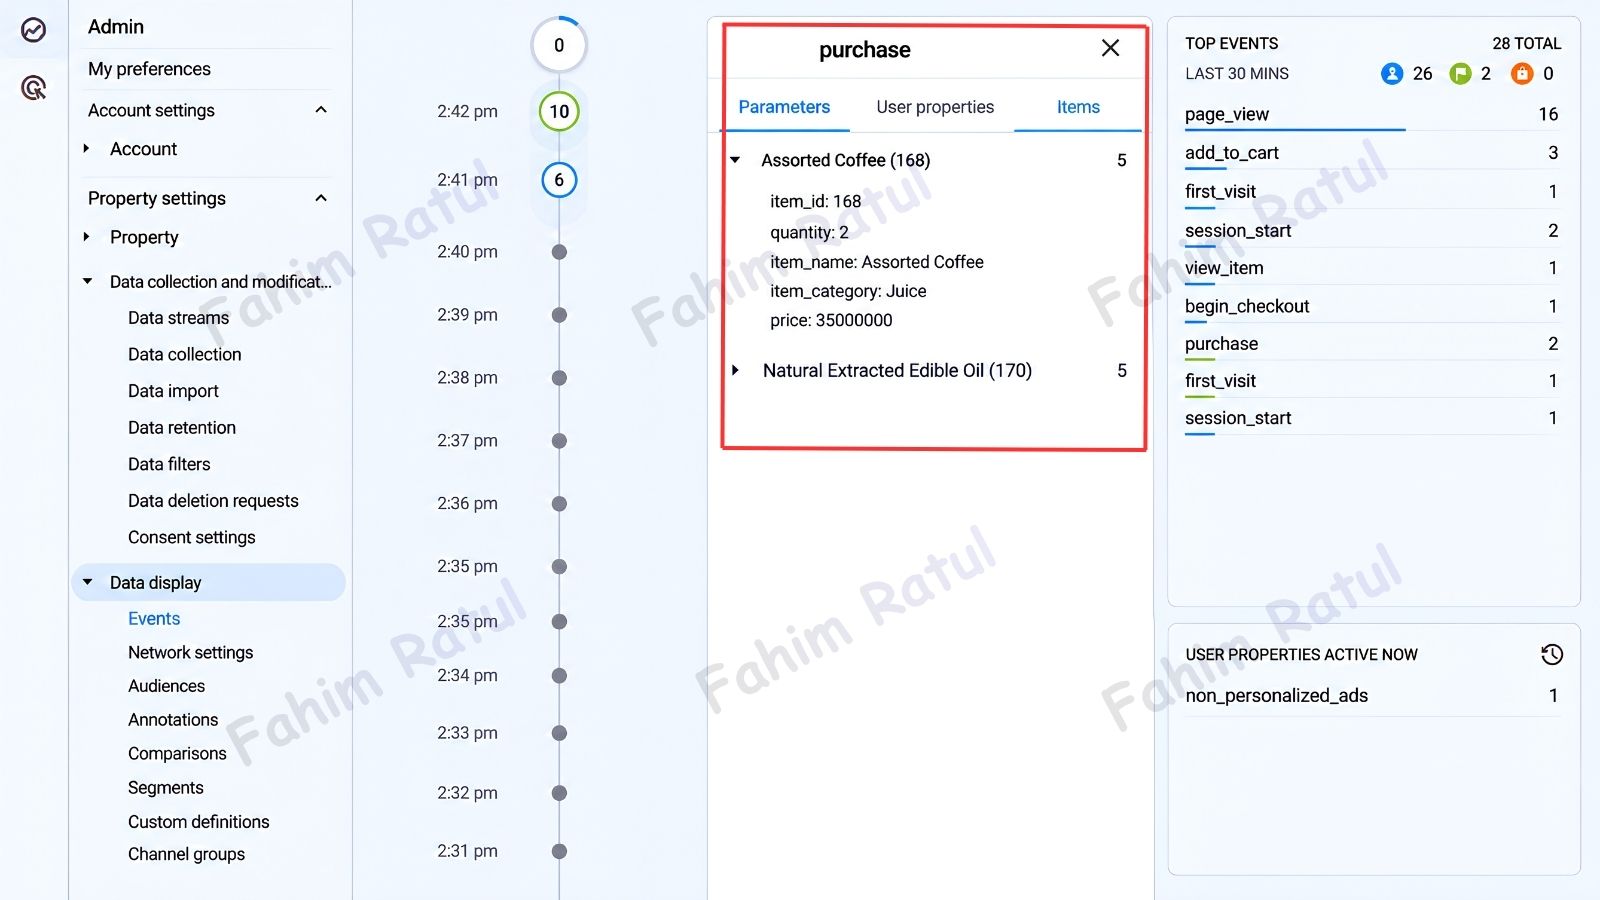 Admin
My preferences
Account settings
Account
Property settings
Property
Data collection and modificat...
Data streams
Data collection
Data import
Data retention
Data filters
Data deletion requests
Consent settings
Data display
Events
Network settings
Audiences
Annotations
Comparisons
Segments
Custom definitions
Channel groups
0
2:42 pm 10
2:41 pm 6
2:40 pm
2:39 pm
2:38 pm
2:37 pm
2:36 pm
2:35 pm
2:35 pm
2:34 pm
2:33 pm
2:32 pm
2:31 pm
purchase
Parameters User properties Items
Assorted Coffee (168) 5
item_id: 168
quantity: 2
item_name: Assorted Coffee
item_category: Juice
price: 35000000
Natural Extracted Edible Oil (170) 5
TOP EVENTS 28 TOTAL
LAST 30 MINS 26 2 0
page_view 16
add_to_cart 3
first_visit 1
session_start 2
view_item 1
begin_checkout 1
purchase 2
first_visit 1
session_start 1
USER PROPERTIES ACTIVE NOW
non_personalized_ads 1
Fahim Ratul
Fahim Ratul
Fahim Ratul
Fahim Ratul
Fahim Ratul
Fahim Ratul